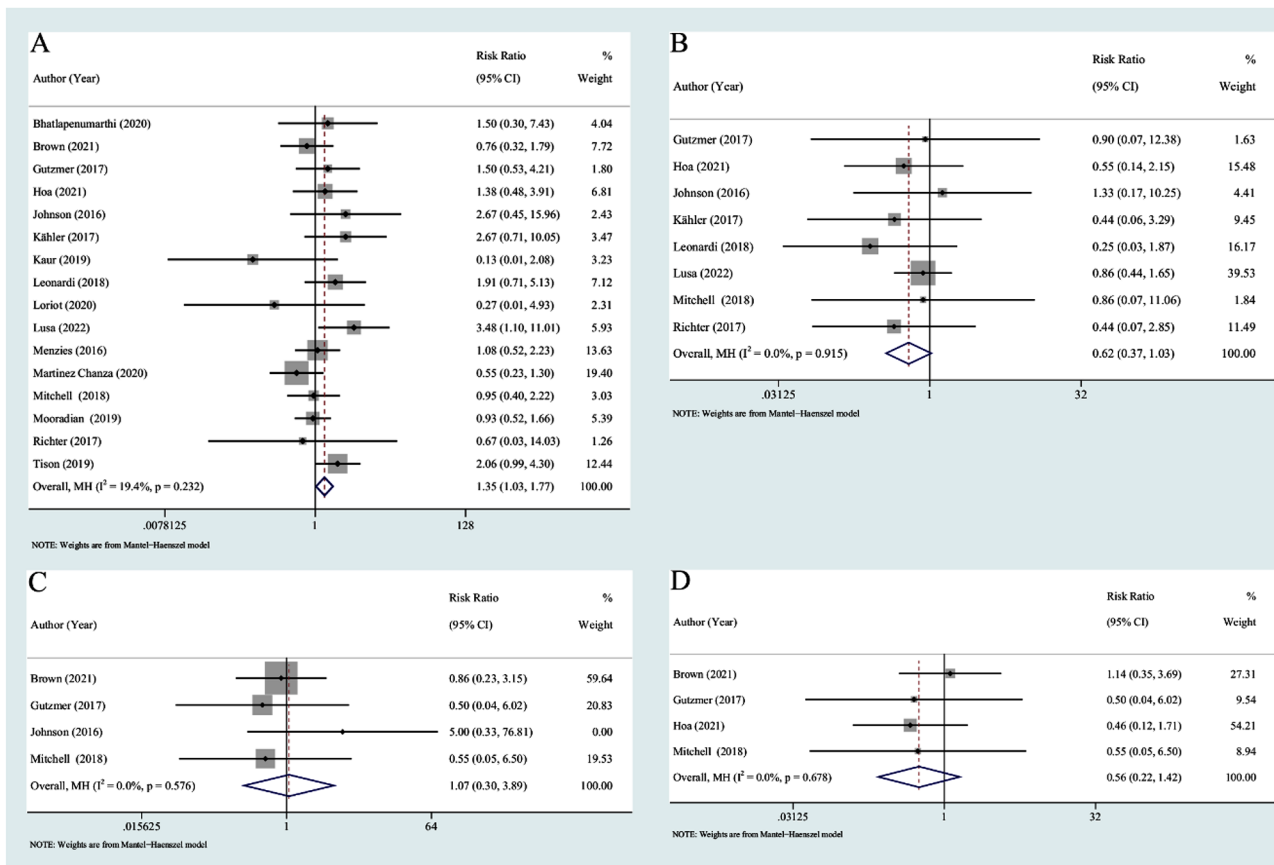 A
Risk Ratio %
Author (Year) (95% CI) Weight
Bhatlapenumarthi (2020) 1.50 (0.30, 7.43) 4.04
Brown (2021) 0.76 (0.32, 1.79) 7.72
Gutzmer (2017) 1.50 (0.53, 4.21) 1.80
Hoa (2021) 1.38 (0.48, 3.91) 6.81
Johnson (2016) 2.67 (0.45, 15.96) 2.43
Kähler (2017) 2.67 (0.71, 10.05) 3.47
Kaur (2019) 0.13 (0.01, 2.08) 3.23
Leonardi (2018) 1.91 (0.71, 5.13) 7.12
Loriot (2020) 0.27 (0.01, 4.93) 2.31
Lusa (2022) 3.48 (1.10, 11.01) 5.93
Menzies (2016) 1.08 (0.52, 2.23) 13.63
Martinez Chanza (2020) 0.55 (0.23, 1.30) 19.40
Mitchell (2018) 0.95 (0.40, 2.22) 3.03
Mooradian (2019) 0.93 (0.52, 1.66) 5.39
Richter (2017) 0.67 (0.03, 14.03) 1.26
Tison (2019) 2.06 (0.99, 4.30) 12.44
Overall, MH (I² = 19.4%, p = 0.232) 1.35 (1.03, 1.77) 100.00
.0078125 1 128
NOTE: Weights are from Mantel−Haenszel model
B
Risk Ratio %
Author (Year) (95% CI) Weight
Gutzmer (2017) 0.90 (0.07, 12.38) 1.63
Hoa (2021) 0.55 (0.14, 2.15) 15.48
Johnson (2016) 1.33 (0.17, 10.25) 4.41
Kähler (2017) 0.44 (0.06, 3.29) 9.45
Leonardi (2018) 0.25 (0.03, 1.87) 16.17
Lusa (2022) 0.86 (0.44, 1.65) 39.53
Mitchell (2018) 0.86 (0.07, 11.06) 1.84
Richter (2017) 0.44 (0.07, 2.85) 11.49
Overall, MH (I² = 0.0%, p = 0.915) 0.62 (0.37, 1.03) 100.00
.03125 1 32
NOTE: Weights are from Mantel−Haenszel model
C
Risk Ratio %
Author (Year) (95% CI) Weight
Brown (2021) 0.86 (0.23, 3.15) 59.64
Gutzmer (2017) 0.50 (0.04, 6.02) 20.83
Johnson (2016) 5.00 (0.33, 76.81) 0.00
Mitchell (2018) 0.55 (0.05, 6.50) 19.53
Overall, MH (I² = 0.0%, p = 0.576) 1.07 (0.30, 3.89) 100.00
.015625 1 64
NOTE: Weights are from Mantel−Haenszel model
D
Risk Ratio %
Author (Year) (95% CI) Weight
Brown (2021) 1.14 (0.35, 3.69) 27.31
Gutzmer (2017) 0.50 (0.04, 6.02) 9.54
Hoa (2021) 0.46 (0.12, 1.71) 54.21
Mitchell (2018) 0.55 (0.05, 6.50) 8.94
Overall, MH (I² = 0.0%, p = 0.678) 0.56 (0.22, 1.42) 100.00
.03125 1 32
NOTE: Weights are from Mantel−Haenszel model